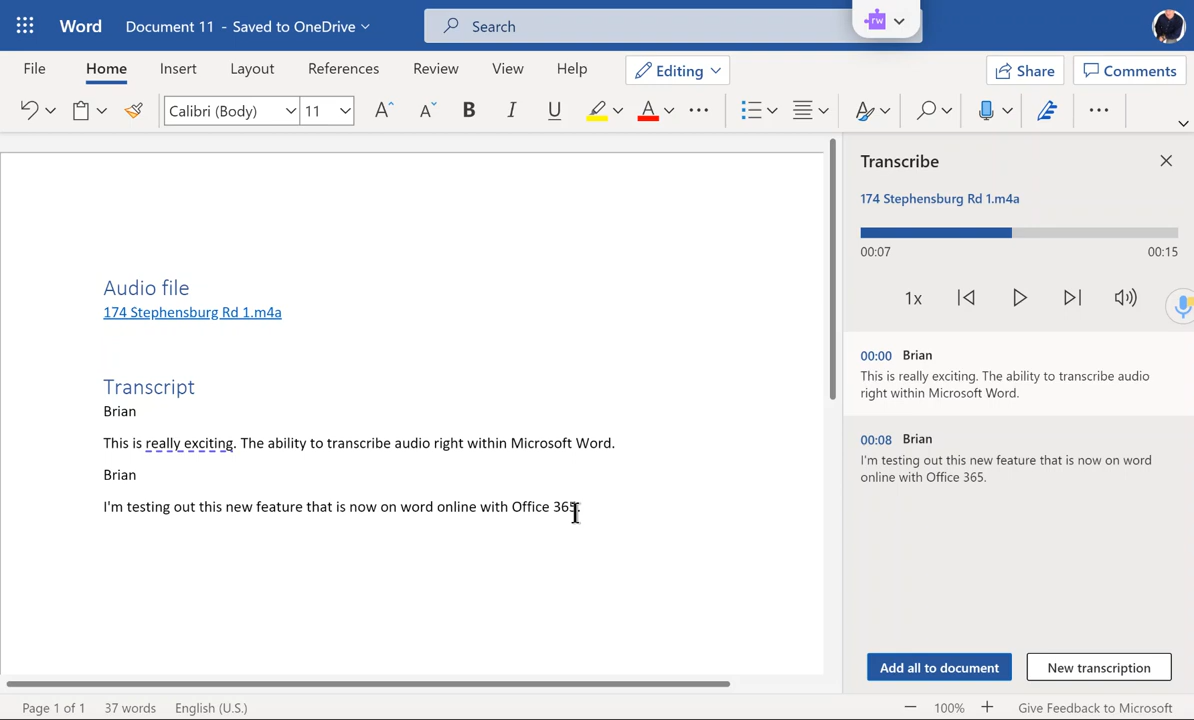 Word
Document 11 - Saved to OneDrive
Search
rw
File
Home
Insert
Layout
References
Review
View
Help
Editing
Share
Comments
Calibri (Body)
11
A
A
B
I
U
A
Audio file
174 Stephensburg Rd 1.m4a
Transcript
Brian
This is really exciting. The ability to transcribe audio right within Microsoft Word.
Brian
I'm testing out this new feature that is now on word online with Office 365.
Transcribe
174 Stephensburg Rd 1.m4a
00:07
00:15
1x
00:00 Brian
This is really exciting. The ability to transcribe audio
right within Microsoft Word.
00:08 Brian
I'm testing out this new feature that is now on word
online with Office 365.
Add all to document
New transcription
Page 1 of 1
37 words
English (U.S.)
100%
Give Feedback to Microsoft